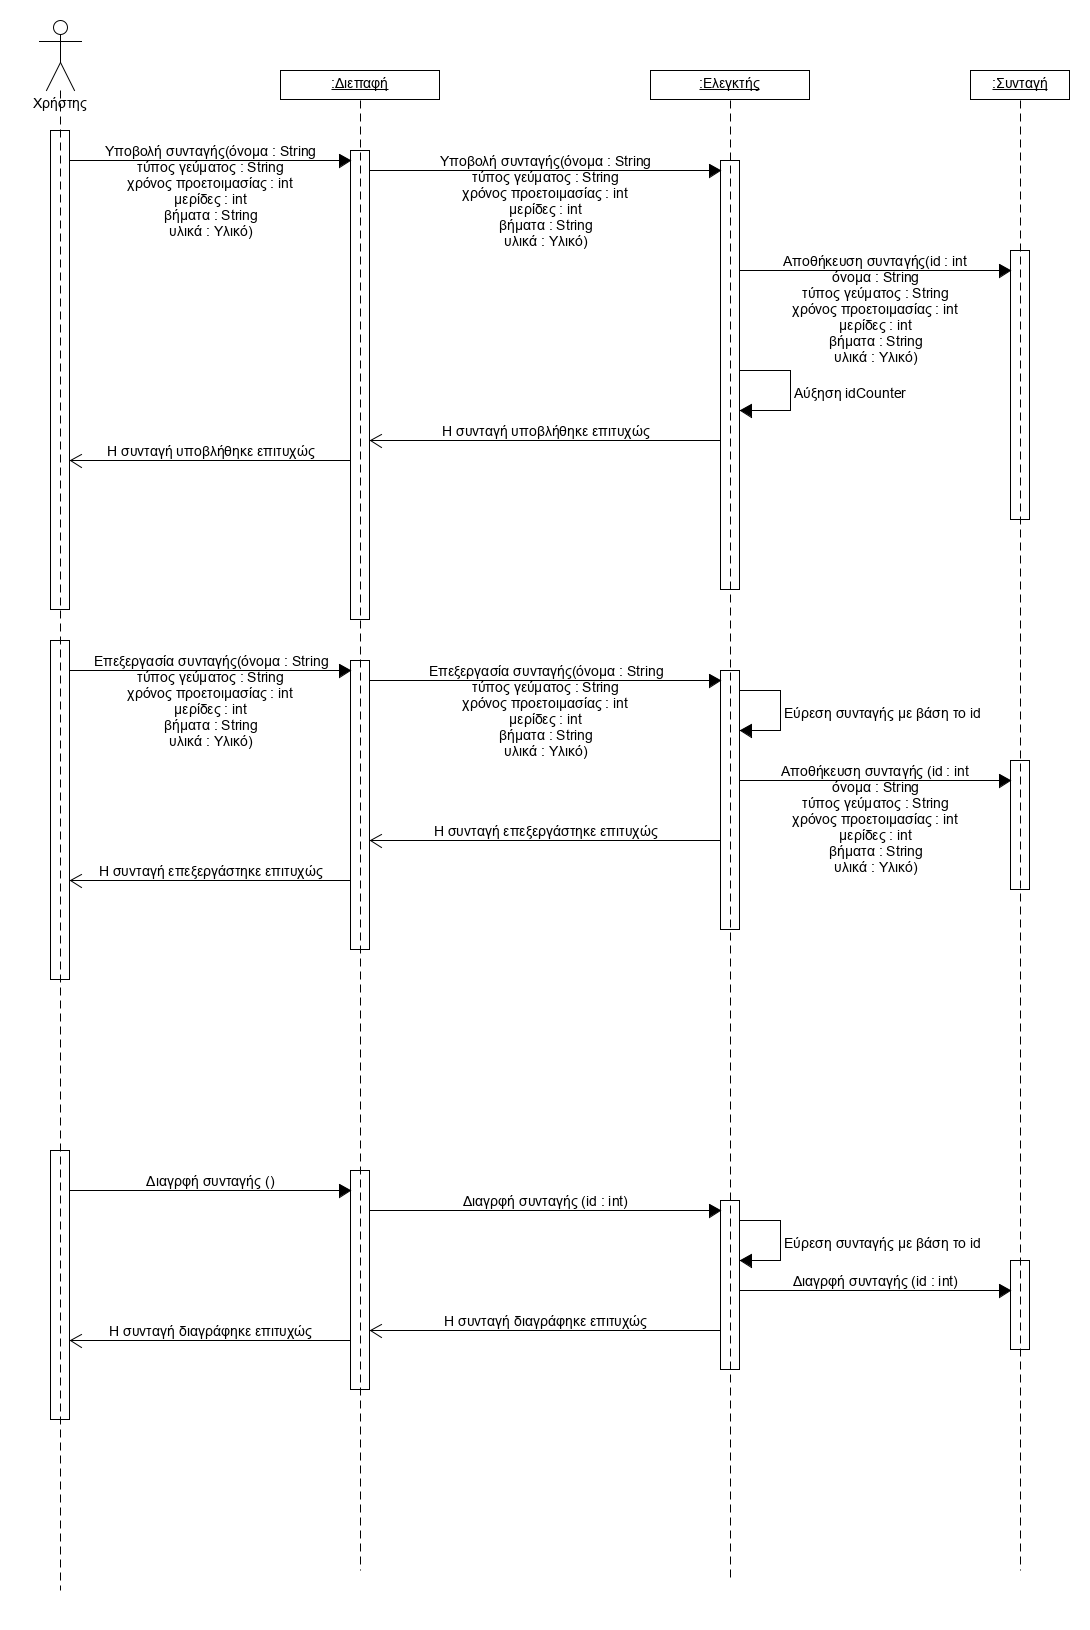 Χρήστης
:Διεπαφή
:Ελεγκτής
:Συνταγή
Υποβολή συνταγής(όνομα : String
τύπος γεύματος : String
χρόνος προετοιμασίας : int
μερίδες : int
βήματα : String
υλικά : Υλικό)
Υποβολή συνταγής(όνομα : String
τύπος γεύματος : String
χρόνος προετοιμασίας : int
μερίδες : int
βήματα : String
υλικά : Υλικό)
Αποθήκευση συνταγής(id : int
όνομα : String
τύπος γεύματος : String
χρόνος προετοιμασίας : int
μερίδες : int
βήματα : String
υλικά : Υλικό)
Αύξηση idCounter
Η συνταγή υποβλήθηκε επιτυχώς
Η συνταγή υποβλήθηκε επιτυχώς
Επεξεργασία συνταγής(όνομα : String
τύπος γεύματος : String
χρόνος προετοιμασίας : int
μερίδες : int
βήματα : String
υλικά : Υλικό)
Επεξεργασία συνταγής(όνομα : String
τύπος γεύματος : String
χρόνος προετοιμασίας : int
μερίδες : int
βήματα : String
υλικά : Υλικό)
Εύρεση συνταγής με βάση το id
Αποθήκευση συνταγής (id : int
όνομα : String
τύπος γεύματος : String
χρόνος προετοιμασίας : int
μερίδες : int
βήματα : String
υλικά : Υλικό)
Η συνταγή επεξεργάστηκε επιτυχώς
Η συνταγή επεξεργάστηκε επιτυχώς
Διαγρφή συνταγής ()
Διαγρφή συνταγής (id : int)
Εύρεση συνταγής με βάση το id
Διαγρφή συνταγής (id : int)
Η συνταγή διαγράφηκε επιτυχώς
Η συνταγή διαγράφηκε επιτυχώς